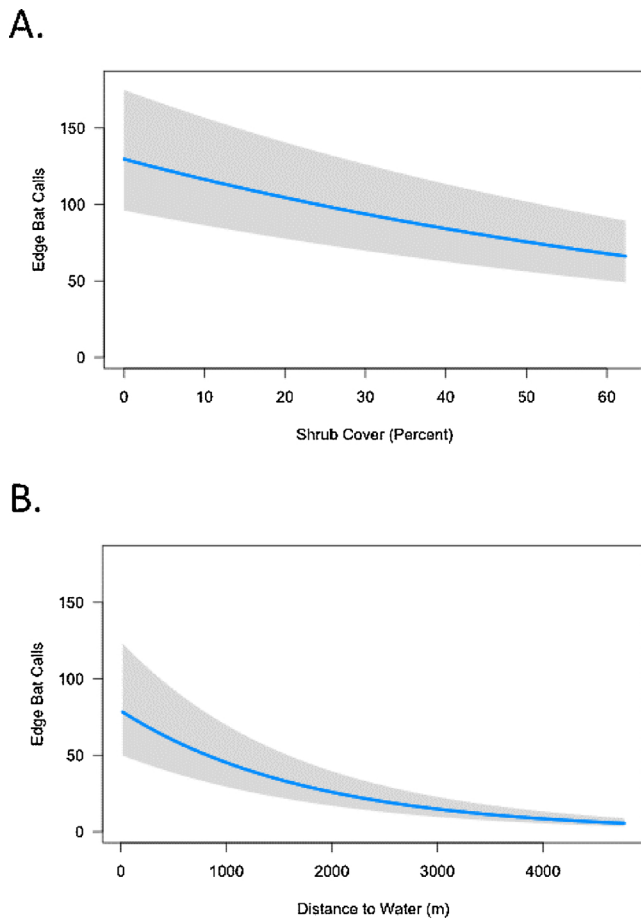 A.
150
100
50
0
Edge Bat Calls
0 10 20 30 40 50 60
Shrub Cover (Percent)
B.
150
100
50
0
Edge Bat Calls
0 1000 2000 3000 4000
Distance to Water (m)